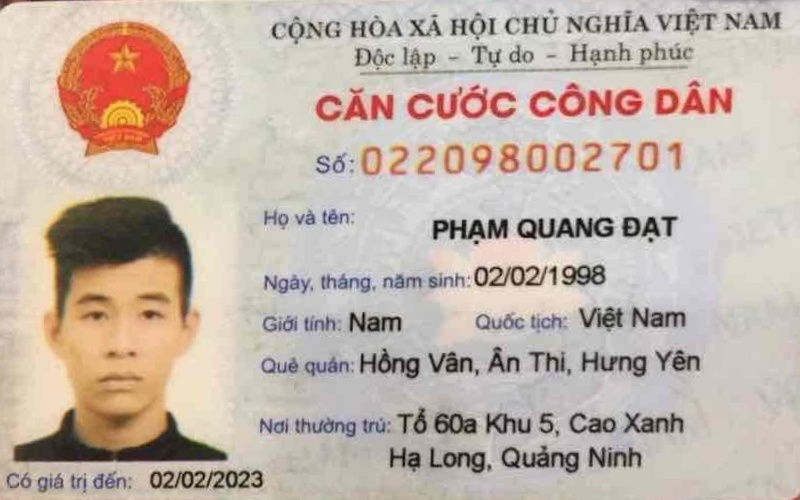 CỘNG HÒA XÃ HỘI CHỦ NGHĨA VIỆT NAM
Độc lập - Tự do - Hạnh phúc
CĂN CƯỚC CÔNG DÂN
Số: 022098002701
Họ và tên: PHẠM QUANG ĐẠT
Ngày, tháng, năm sinh: 02/02/1998
Giới tính: Nam Quốc tịch: Việt Nam
Quê quán: Hồng Vân, Ân Thi, Hưng Yên
Nơi thường trú: Tổ 60a Khu 5, Cao Xanh
Hạ Long, Quảng Ninh
Có giá trị đến: 02/02/2023